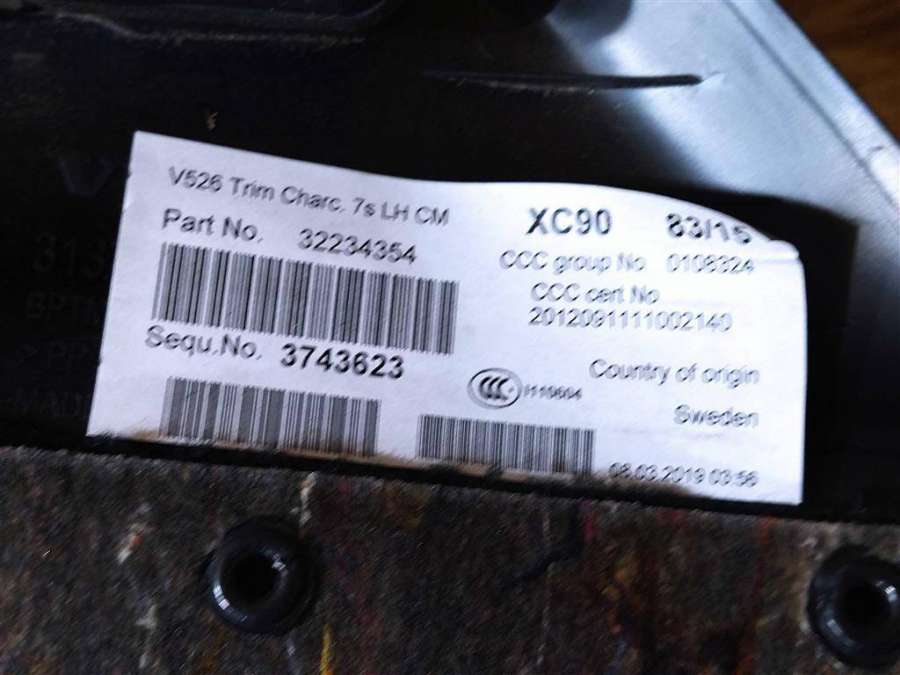 V526 Trim Charc. 7s LH CM
Part No. 32234354
Sequ.No. 3743623
XC90 83/15
CCC group No 0108324
CCC cert No
2012091111002140
CCC
Country of origin
Sweden
08.03.2019 03:56